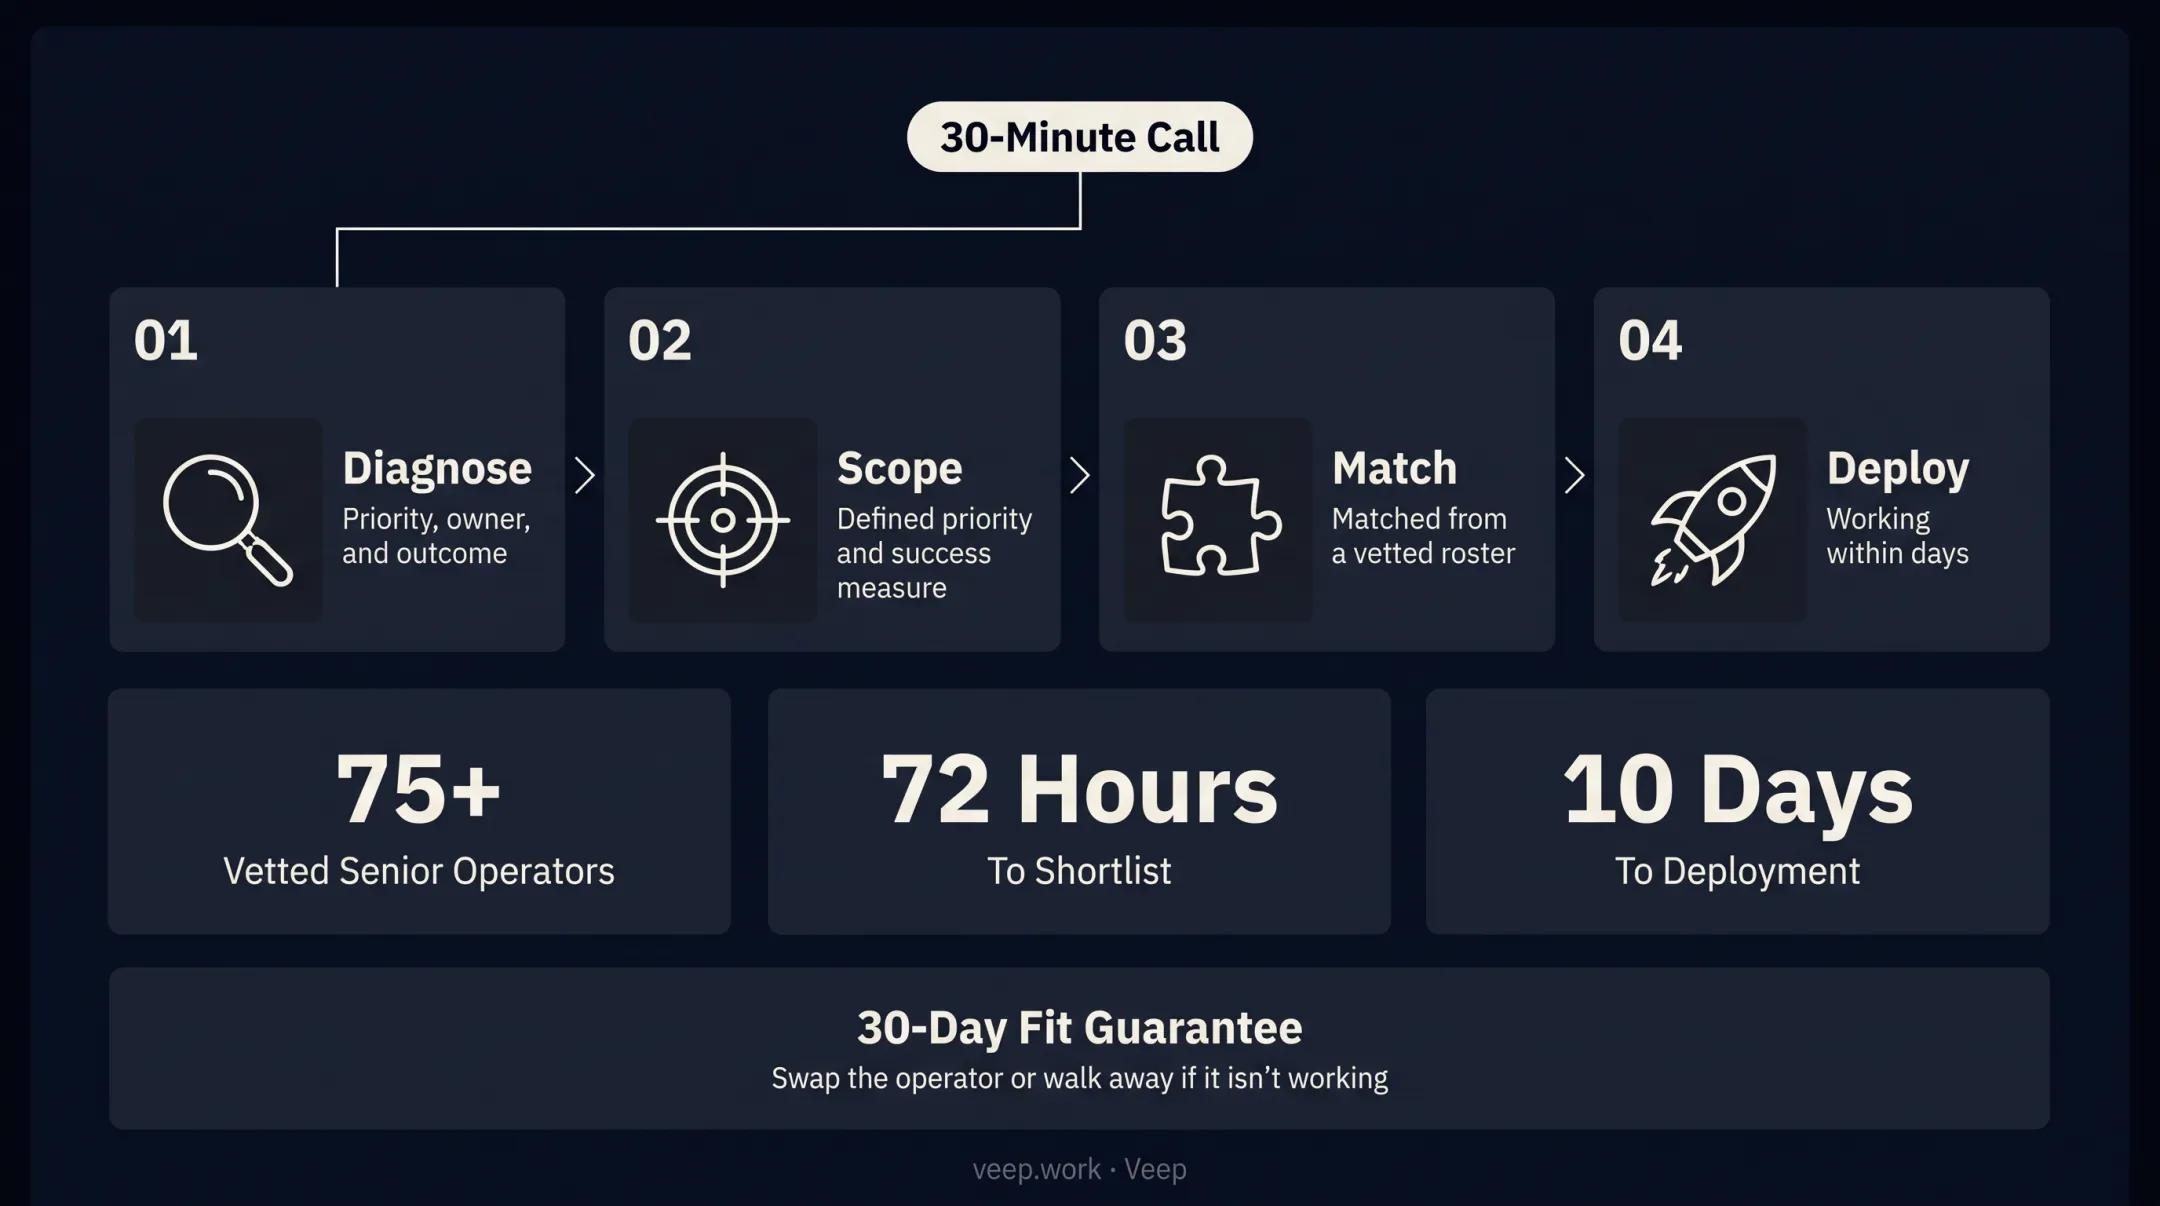 30-Minute Call
01
Diagnose
Priority, owner,
and outcome
02
Scope
Defined priority
and success
measure
03
Match
Matched from
a vetted roster
04
Deploy
Working
within days
75+
Vetted Senior Operators
72 Hours
To Shortlist
10 Days
To Deployment
30-Day Fit Guarantee
Swap the operator or walk away if it isn’t working
veep.work · Veep